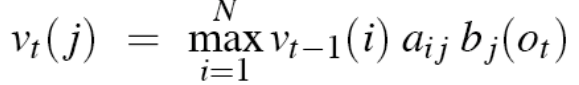 v_t(j) = \max_{i=1}^{N} v_{t-1}(i) a_{ij} b_j(o_t)